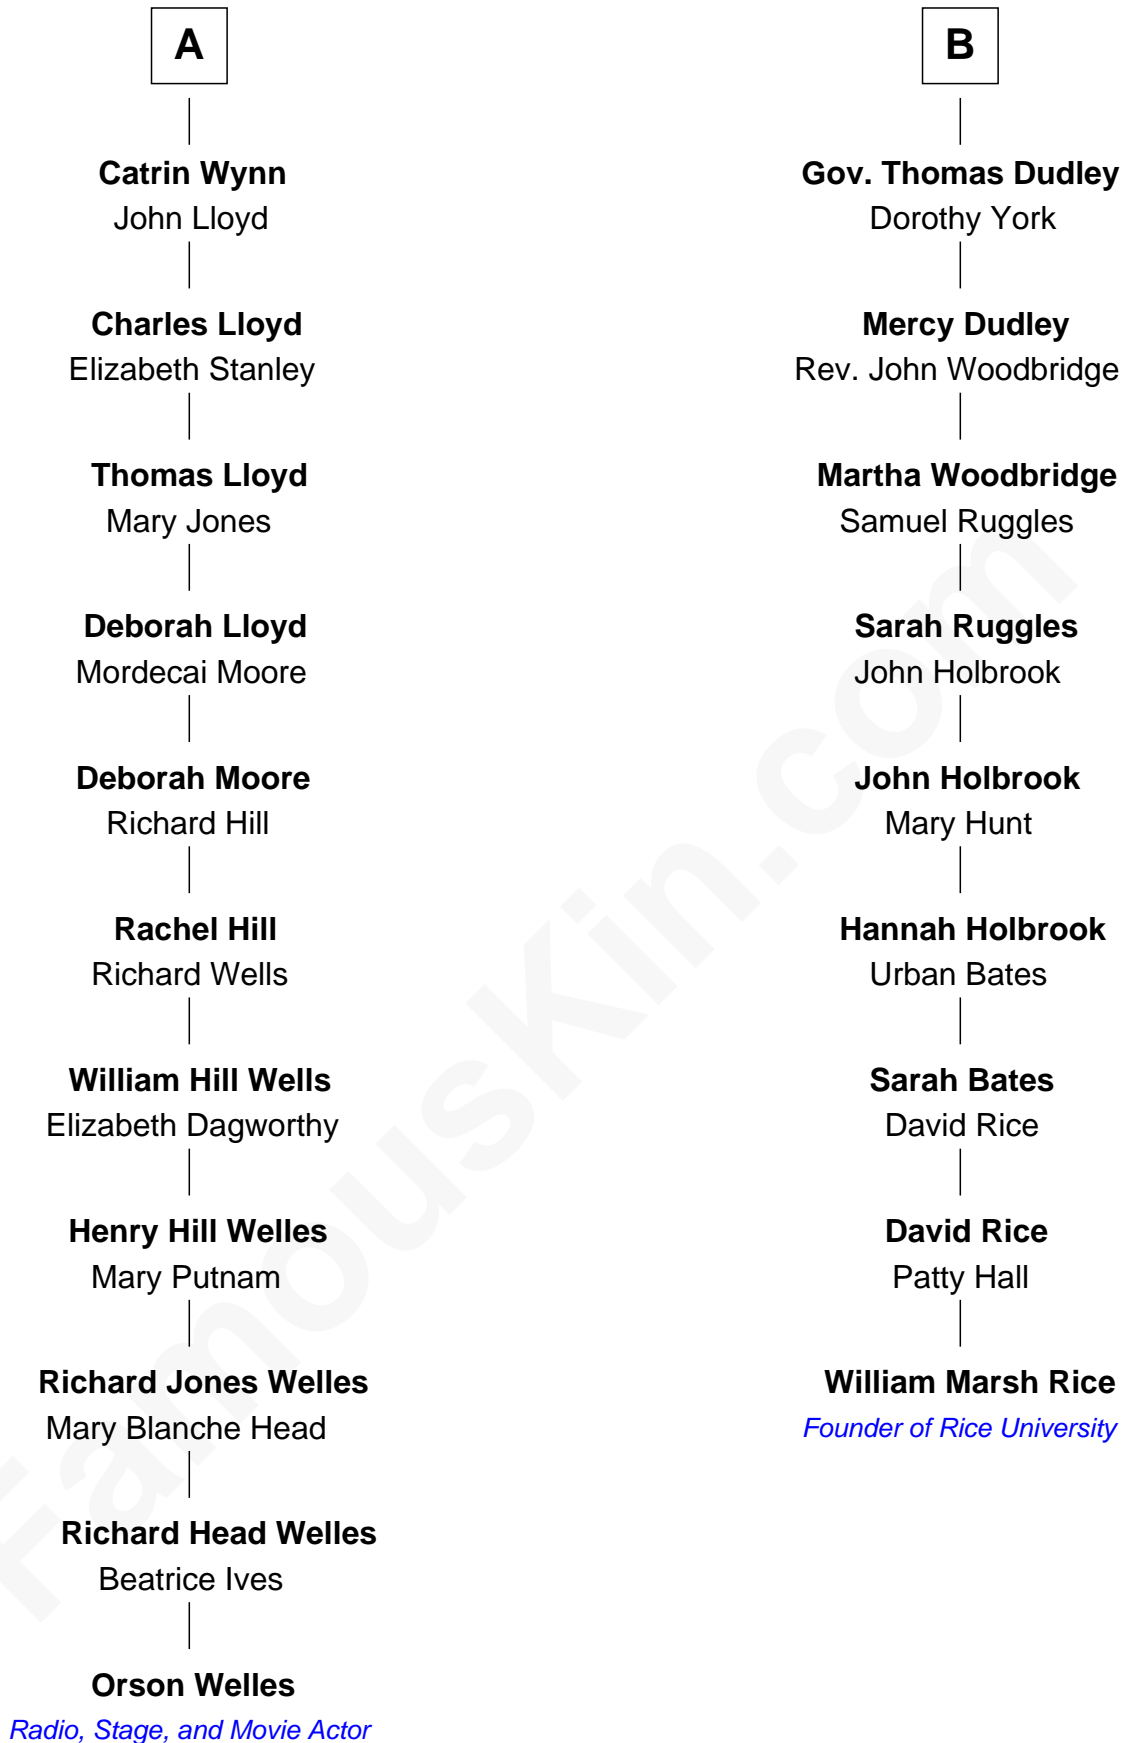 A
Catrin Wynn
John Lloyd
Charles Lloyd
Elizabeth Stanley
Thomas Lloyd
Mary Jones
Deborah Lloyd
Mordecai Moore
Deborah Moore
Richard Hill
Rachel Hill
Richard Wells
William Hill Wells
Elizabeth Dagworthy
Henry Hill Welles
Mary Putnam
Richard Jones Welles
Mary Blanche Head
Richard Head Welles
Beatrice Ives
Orson Welles
Radio, Stage, and Movie Actor
B
Gov. Thomas Dudley
Dorothy York
Mercy Dudley
Rev. John Woodbridge
Martha Woodbridge
Samuel Ruggles
Sarah Ruggles
John Holbrook
John Holbrook
Mary Hunt
Hannah Holbrook
Urban Bates
Sarah Bates
David Rice
David Rice
Patty Hall
William Marsh Rice
Founder of Rice University
FamousKin.com